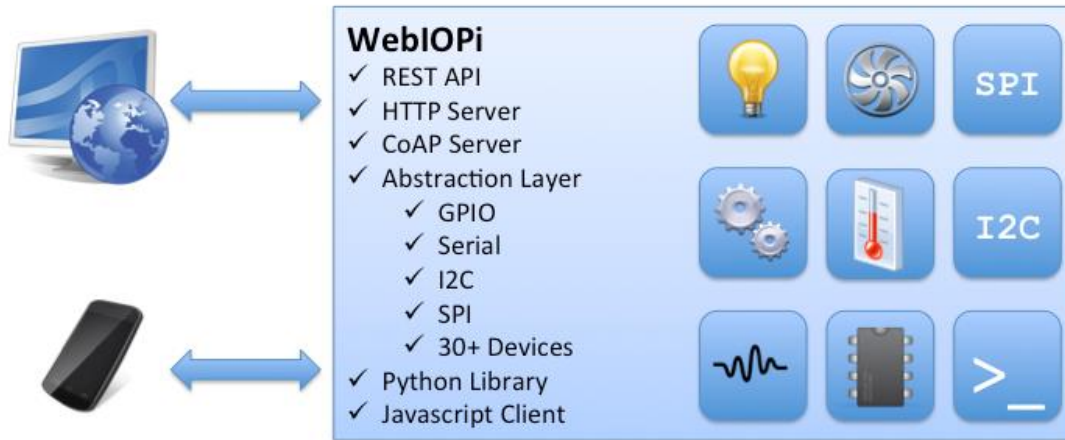 WebIOPi
✓ REST API
✓ HTTP Server
✓ CoAP Server
✓ Abstraction Layer
✓ GPIO
✓ Serial
✓ I2C
✓ SPI
✓ 30+ Devices
✓ Python Library
✓ Javascript Client
SPI
I2C
>_